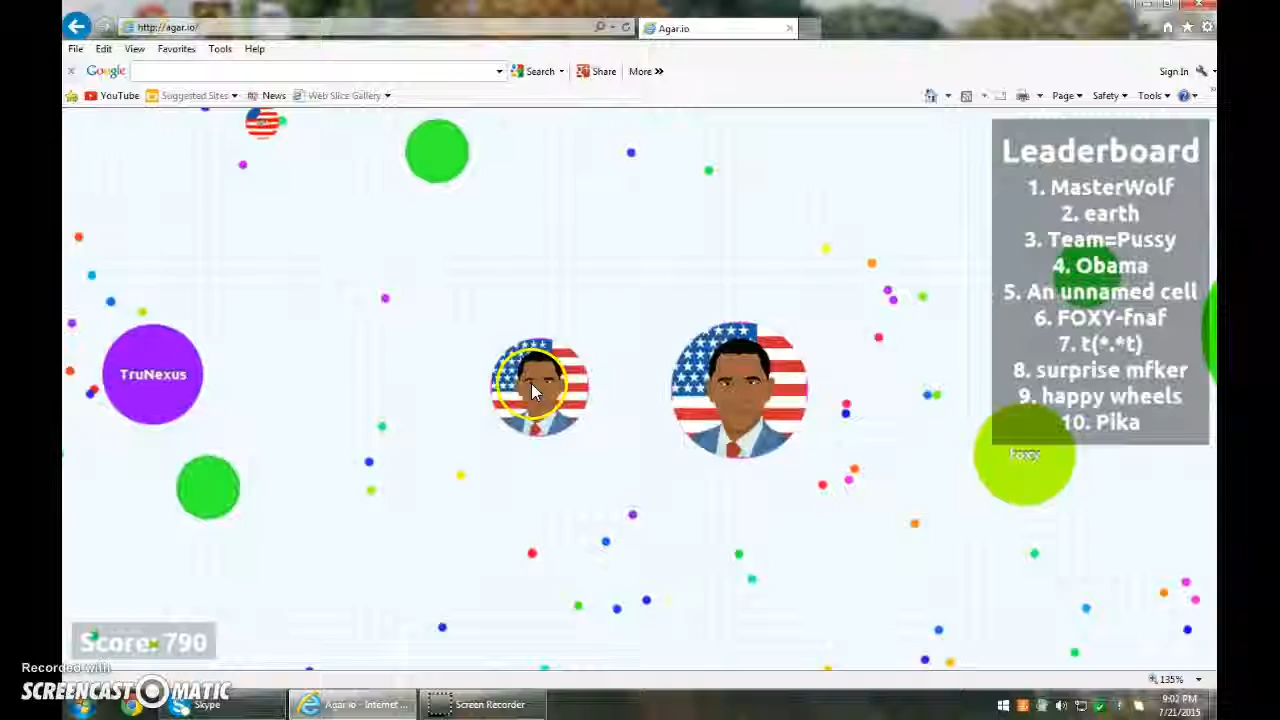 http://agar.io/
Agar.io
File Edit View Favorites Tools Help
Google
Search Share More »
Sign In
YouTube Suggested Sites News Web Slice Gallery
Page Safety Tools
Leaderboard
1. MasterWolf
2. earth
3. Team=Pussy
4. Obama
5. An unnamed cell
6. FOXY-fnaf
7. t(*.*t)
8. surprise mfker
9. happy wheels
10. Pika
TruNexus
Foxy
Score: 790
135%
Recorded with
SCREENCAST MATIC
Skype
Agar.io - Internet ...
Screen Recorder
9:02 PM
7/21/2015